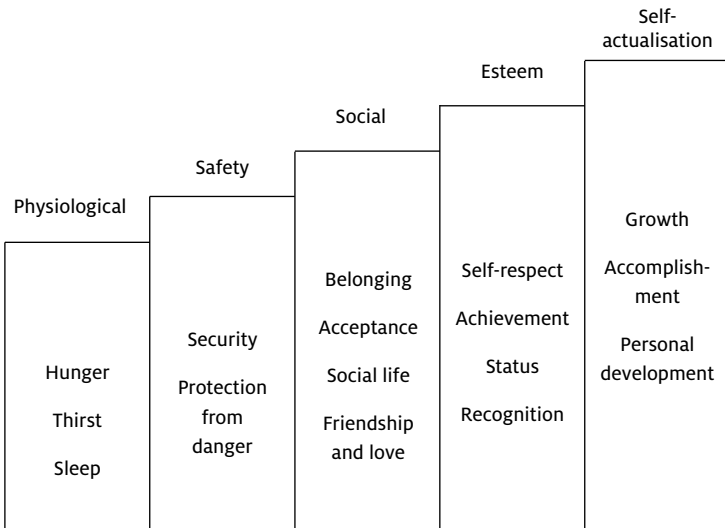 Physiological
Hunger
Thirst
Sleep
Safety
Security
Protection
from
danger
Social
Belonging
Acceptance
Social life
Friendship
and love
Esteem
Self-respect
Achievement
Status
Recognition
Self-
actualisation
Growth
Accomplish-
ment
Personal
development